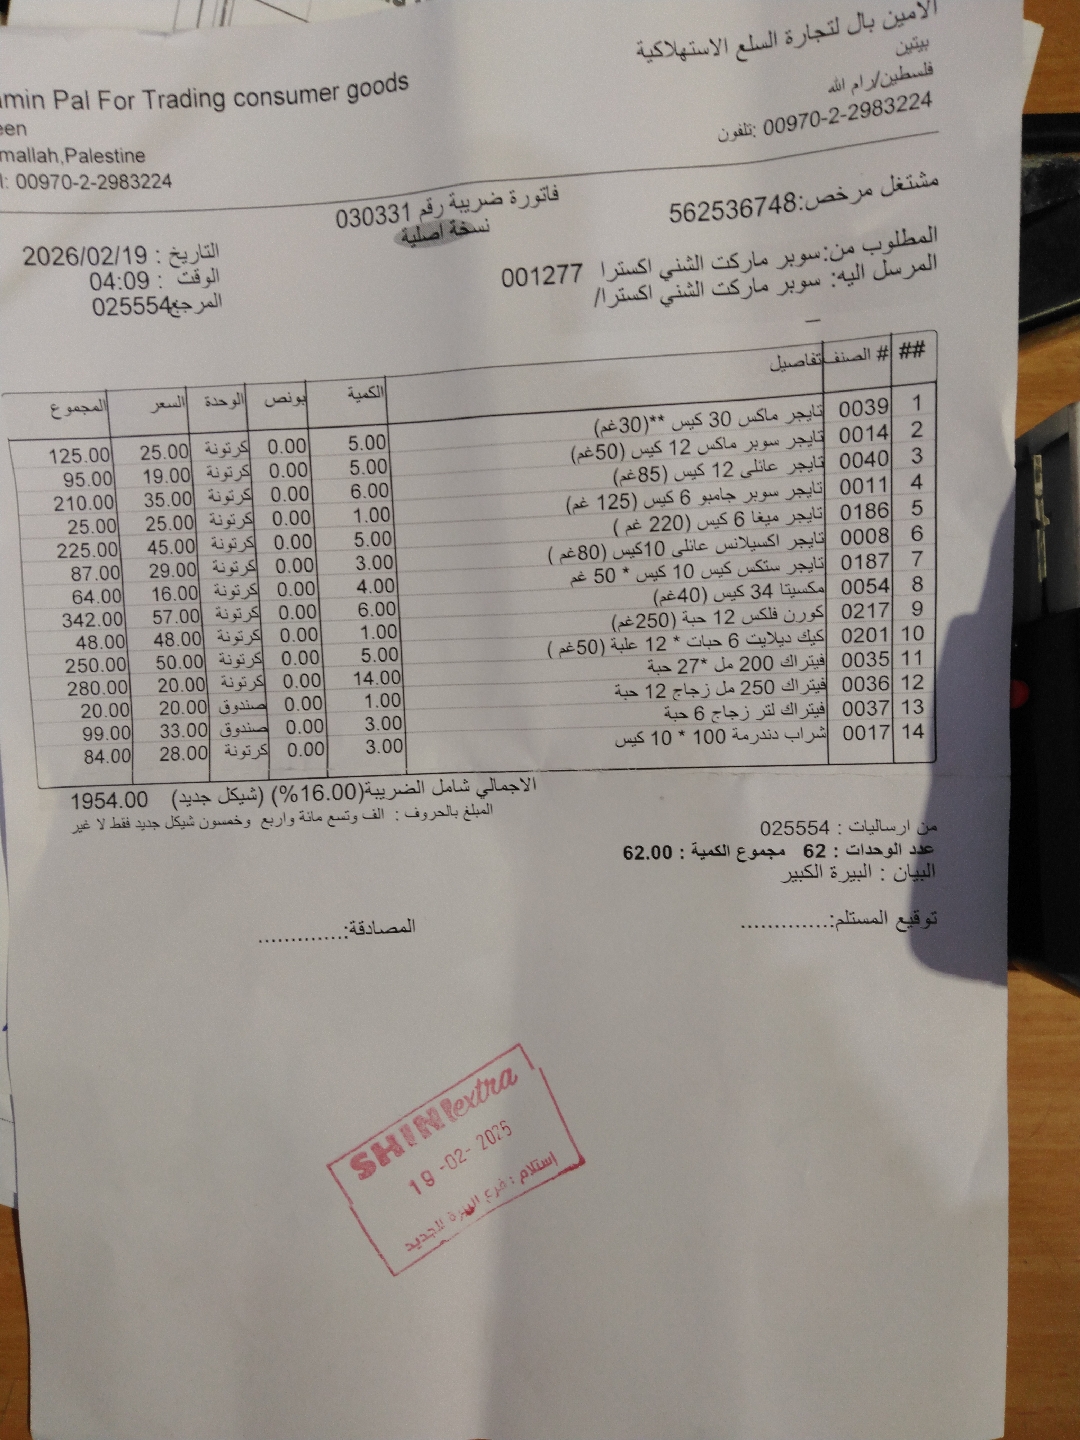 الامين بال لتجارة السلع الاستهلاكية
بيتين
فلسطين/رام الله
تلفون: 00970-2-2983224
min Pal For Trading consumer goods
een
mallah,Palestine
l: 00970-2-2983224
مشتغل مرخص:562536748
فاتورة ضريبة رقم 030331
نسخة اصلية
المطلوب من:سوبر ماركت الشني اكسترا 001277
المرسل اليه: سوبر ماركت الشني اكسترا/
التاريخ : 2026/02/19
الوقت : 04:09
المرجع 025554
## # الصنف تفاصيل الكمية بونص الوحدة السعر المجموع
1 0039 تايجر ماكس 30 كيس **(30غم) 5.00 0.00 كرتونة 25.00 125.00
2 0014 تايجر سوبر ماكس 12 كيس (50غم) 5.00 0.00 كرتونة 19.00 95.00
3 0040 تايجر عائلي 12 كيس (85غم) 6.00 0.00 كرتونة 35.00 210.00
4 0011 تايجر سوبر جامبو 6 كيس (125 غم) 1.00 0.00 كرتونة 25.00 25.00
5 0186 تايجر ميغا 6 كيس (220 غم ) 5.00 0.00 كرتونة 45.00 225.00
6 0008 تايجر اكسيلانس عائلي 10كيس (80غم ) 3.00 0.00 كرتونة 29.00 87.00
7 0187 تايجر ستكس كيس 10 كيس * 50 غم 4.00 0.00 كرتونة 16.00 64.00
8 0054 مكسيتا 34 كيس (40غم) 6.00 0.00 كرتونة 57.00 342.00
9 0217 كورن فلكس 12 حبة (250غم) 1.00 0.00 كرتونة 48.00 48.00
10 0201 كيك ديلايت 6 حبات * 12 علبة (50غم ) 5.00 0.00 كرتونة 50.00 250.00
11 0035 فيتراك 200 مل *27 حبة 14.00 0.00 كرتونة 20.00 280.00
12 0036 فيتراك 250 مل زجاج 12 حبة 1.00 0.00 صندوق 20.00 20.00
13 0037 فيتراك لتر زجاج 6 حبة 3.00 0.00 صندوق 33.00 99.00
14 0017 شراب دندرمة 100 * 10 كيس 3.00 0.00 كرتونة 28.00 84.00
الاجمالي شامل الضريبة(16.00%) (شيكل جديد) 1954.00
المبلغ بالحروف : الف وتسع مائة واربع وخمسون شيكل جديد فقط لا غير
من ارساليات : 025554
عدد الوحدات : 62 مجموع الكمية : 62.00
البيان : البيرة الكبير
توقيع المستلم:..............
المصادقة:.............
SHINI extra
19-02-2025
استلام : فرع البيرة الجديد